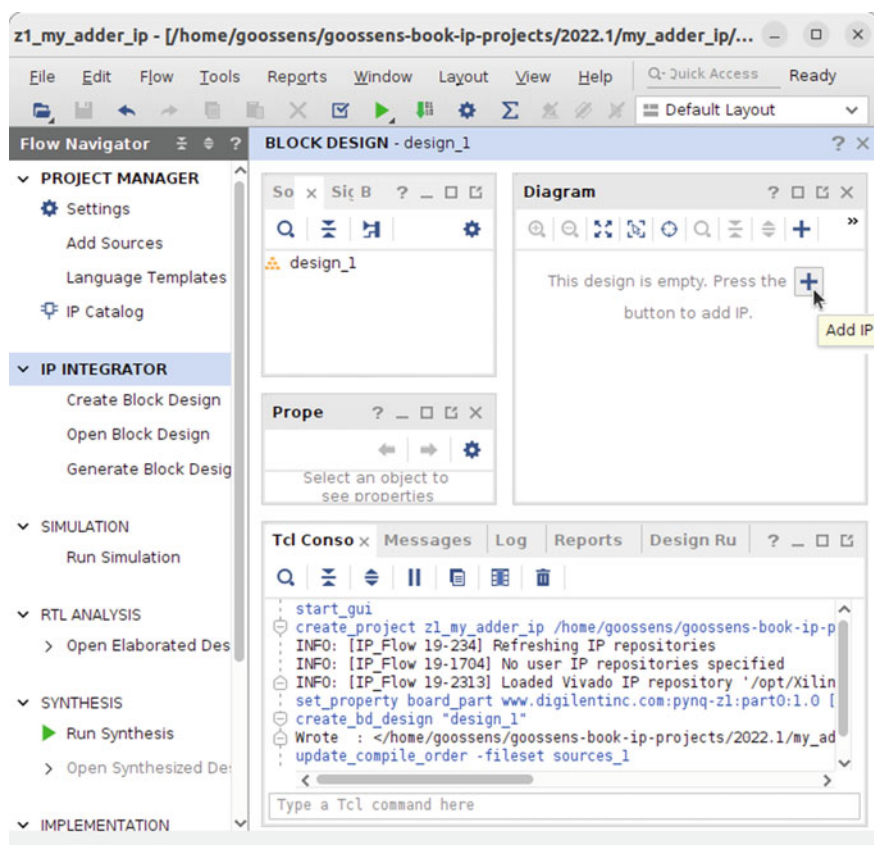 z1_my_adder_ip - [/home/goossens/goossens-book-ip-projects/2022.1/my_adder_ip/...
File Edit Flow Tools Reports Window Layout View Help Q- Quick Access Ready
Default Layout
Flow Navigator ?
PROJECT MANAGER
Settings
Add Sources
Language Templates
IP Catalog
IP INTEGRATOR
Create Block Design
Open Block Design
Generate Block Desig
SIMULATION
Run Simulation
RTL ANALYSIS
Open Elaborated Des
SYNTHESIS
Run Synthesis
Open Synthesized De
IMPLEMENTATION
BLOCK DESIGN - design_1 ?
So Sig B ?
design_1
Diagram ?
This design is empty. Press the
button to add IP.
Add IP
Prope ?
Select an object to
see properties
Tcl Conso Messages Log Reports Design Ru ?
start_gui
create_project z1_my_adder_ip /home/goossens/goossens-book-ip-p
INFO: [IP_Flow 19-234] Refreshing IP repositories
INFO: [IP_Flow 19-1704] No user IP repositories specified
INFO: [IP_Flow 19-2313] Loaded Vivado IP repository '/opt/Xilin
set_property board_part www.digilentinc.com:pynq-z1:part0:1.0 [
create_bd_design "design_1"
Wrote : </home/goossens/goossens-book-ip-projects/2022.1/my_ad
update_compile_order -fileset sources_1
Type a Tcl command here